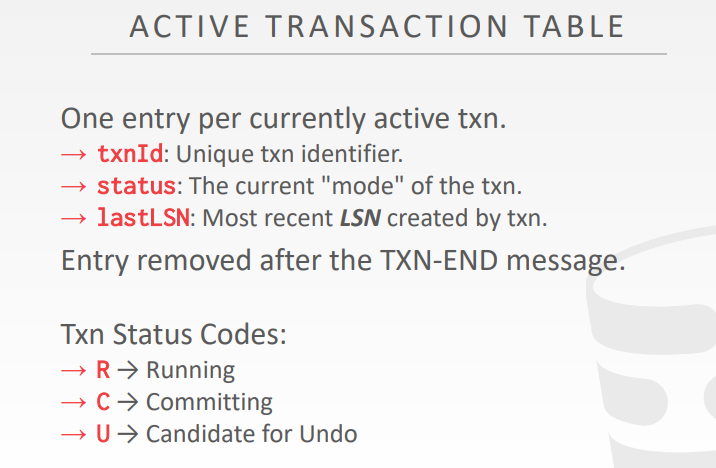 ACTIVE TRANSACTION TABLE
One entry per currently active txn.
→ txnId: Unique txn identifier.
→ status: The current "mode" of the txn.
→ lastLSN: Most recent LSN created by txn.
Entry removed after the TXN-END message.
Txn Status Codes:
→ R → Running
→ C → Committing
→ U → Candidate for Undo